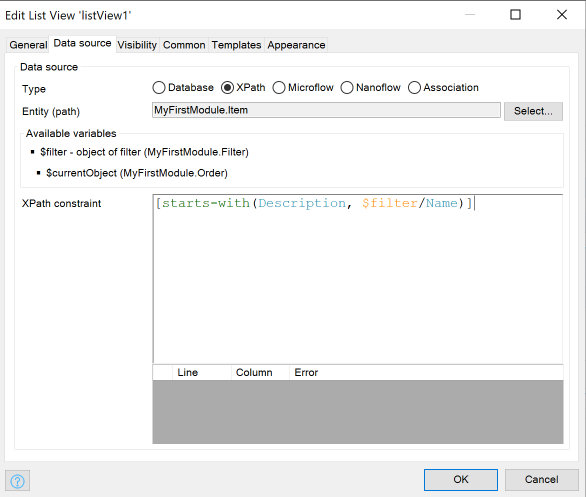 Edit List View 'listView1'
General Data source Visibility Common Templates Appearance
Data source
Type Database XPath Microflow Nanoflow Association
Entity (path) MyFirstModule.Item Select...
Available variables
▪ $filter - object of filter (MyFirstModule.Filter)
▪ $currentObject (MyFirstModule.Order)
XPath constraint [starts-with(Description, $filter/Name)]
Line Column Error
? OK Cancel